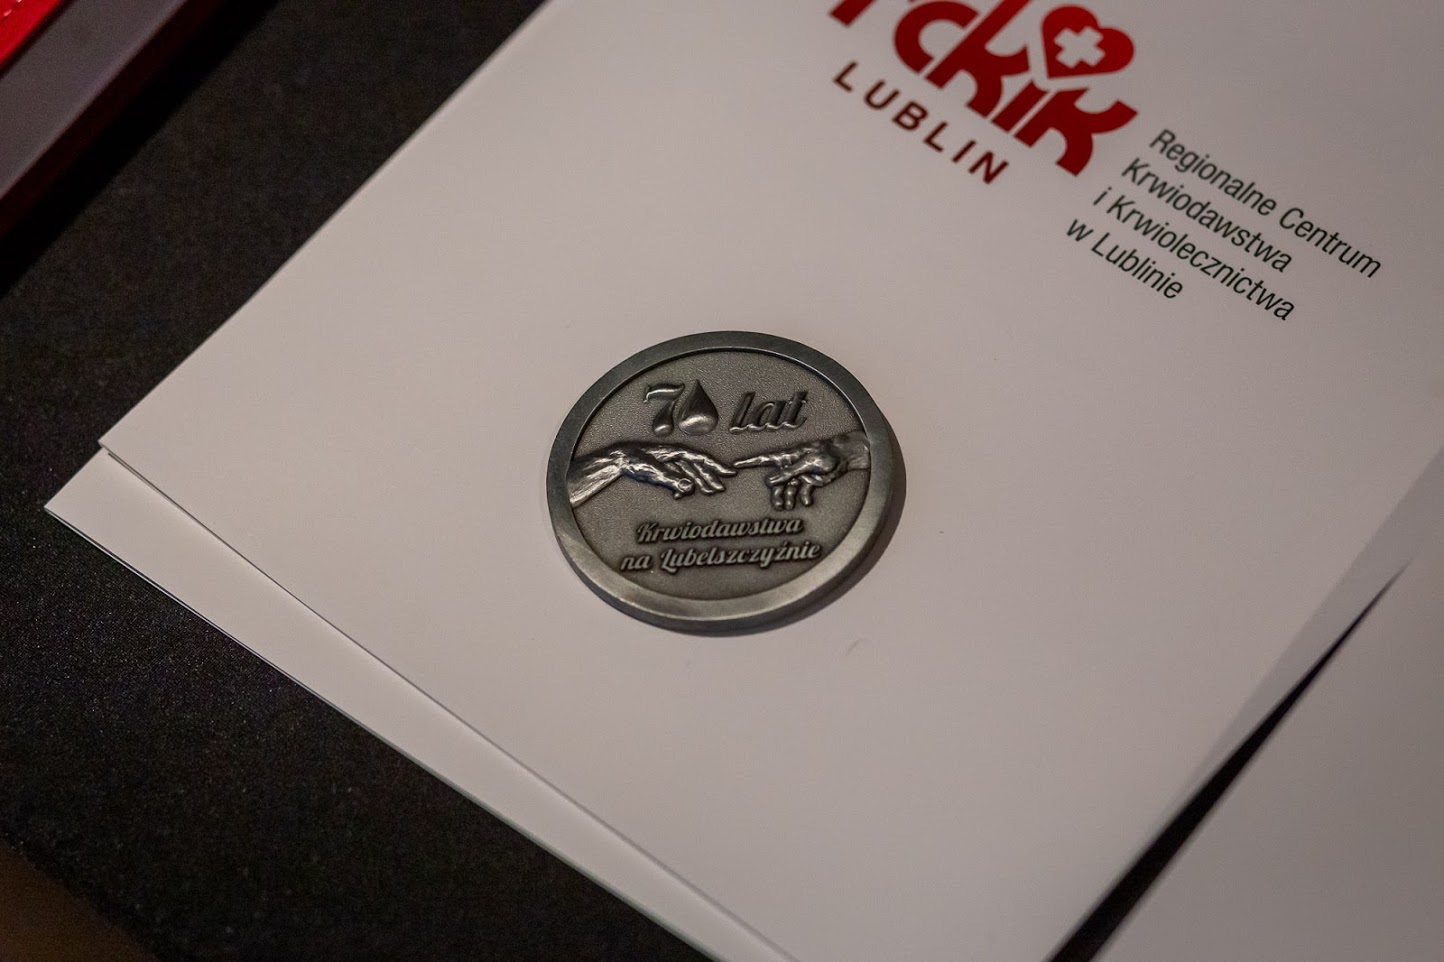 rckik
LUBLIN
Regionalne Centrum
Krwiodawstwa
i Krwiolecznictwa
w Lublinie
70 lat
Krwiodawstwa
na Lubelszczyźnie